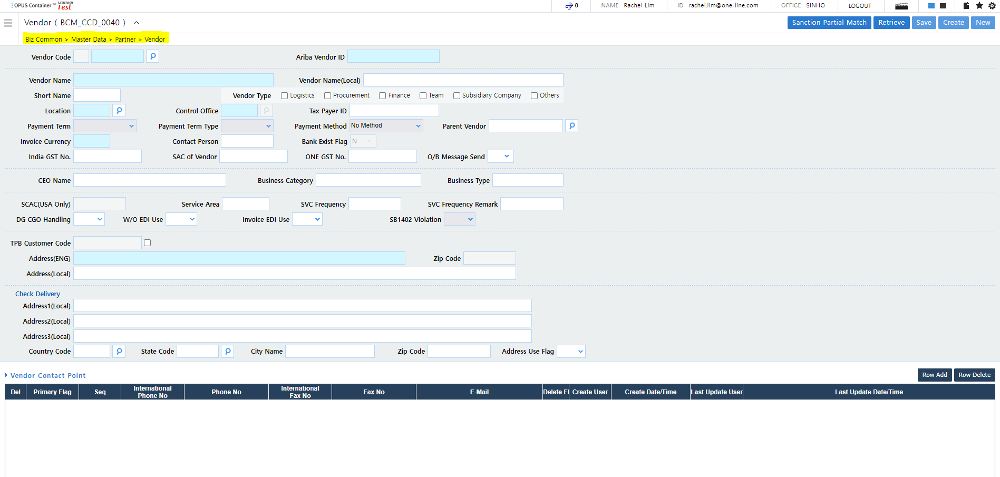 OPUS Container ™ izanagi Test
0 NAME Rachel Lim ID rachel.lim@one-line.com OFFICE SINHO LOGOUT
Vendor ( BCM_CCD_0040 )
Sanction Partial Match Retrieve Save Create New
Biz Common > Master Data > Partner > Vendor
Vendor Code Ariba Vendor ID
Vendor Name Vendor Name(Local)
Short Name Vendor Type Logistics Procurement Finance Team Subsidiary Company Others
Location Control Office Tax Payer ID
Payment Term Payment Term Type Payment Method No Method Parent Vendor
Invoice Currency Contact Person Bank Exist Flag N
India GST No. SAC of Vendor ONE GST No. O/B Message Send
CEO Name Business Category Business Type
SCAC(USA Only) Service Area SVC Frequency SVC Frequency Remark
DG CGO Handling W/O EDI Use Invoice EDI Use SB1402 Violation
TPB Customer Code
Address(ENG) Zip Code
Address(Local)
Check Delivery
Address1(Local)
Address2(Local)
Address3(Local)
Country Code State Code City Name Zip Code Address Use Flag
Vendor Contact Point
Row Add Row Delete
Del Primary Flag Seq International Phone No Phone No International Fax No Fax No E-Mail Delete Fl Create User Create Date/Time Last Update User Last Update Date/Time